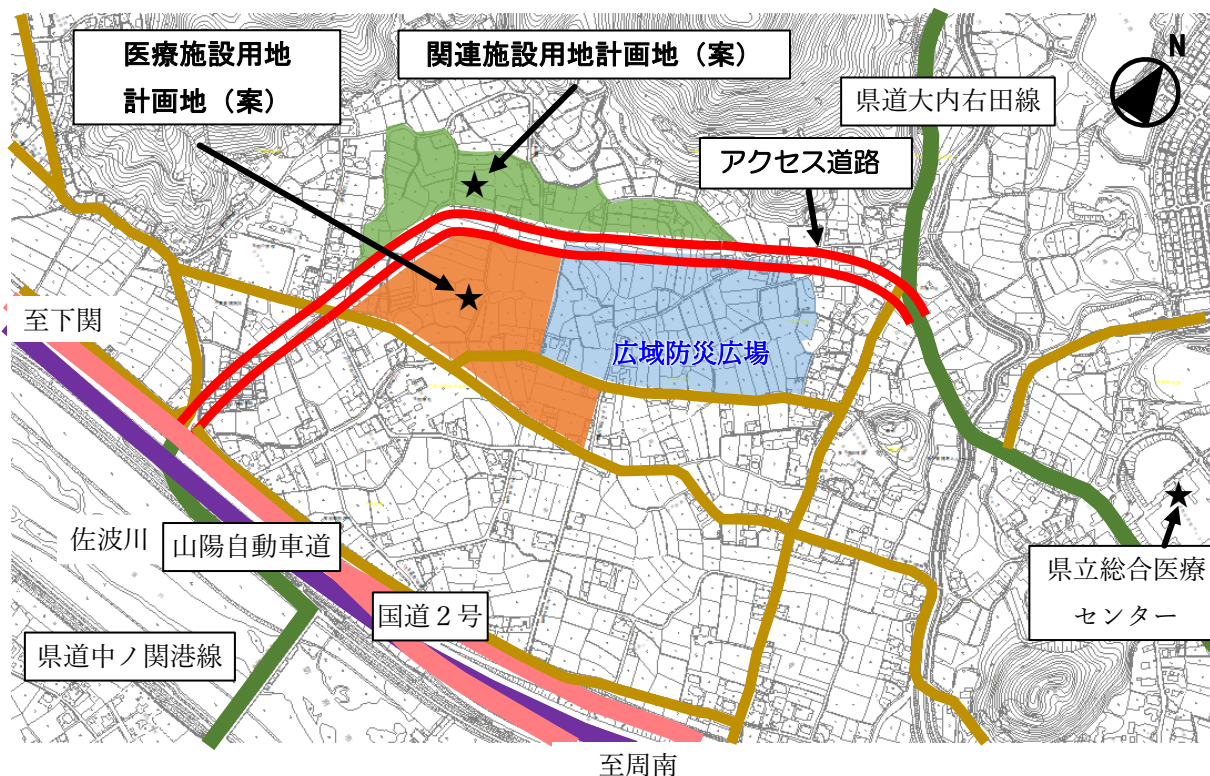 医療施設用地
計画地（案）
関連施設用地計画地（案）
N
県道大内右田線
アクセス道路
至下関
広域防災広場
佐波川
山陽自動車道
県立総合医療
センター
国道２号
県道中ノ関港線
至周南